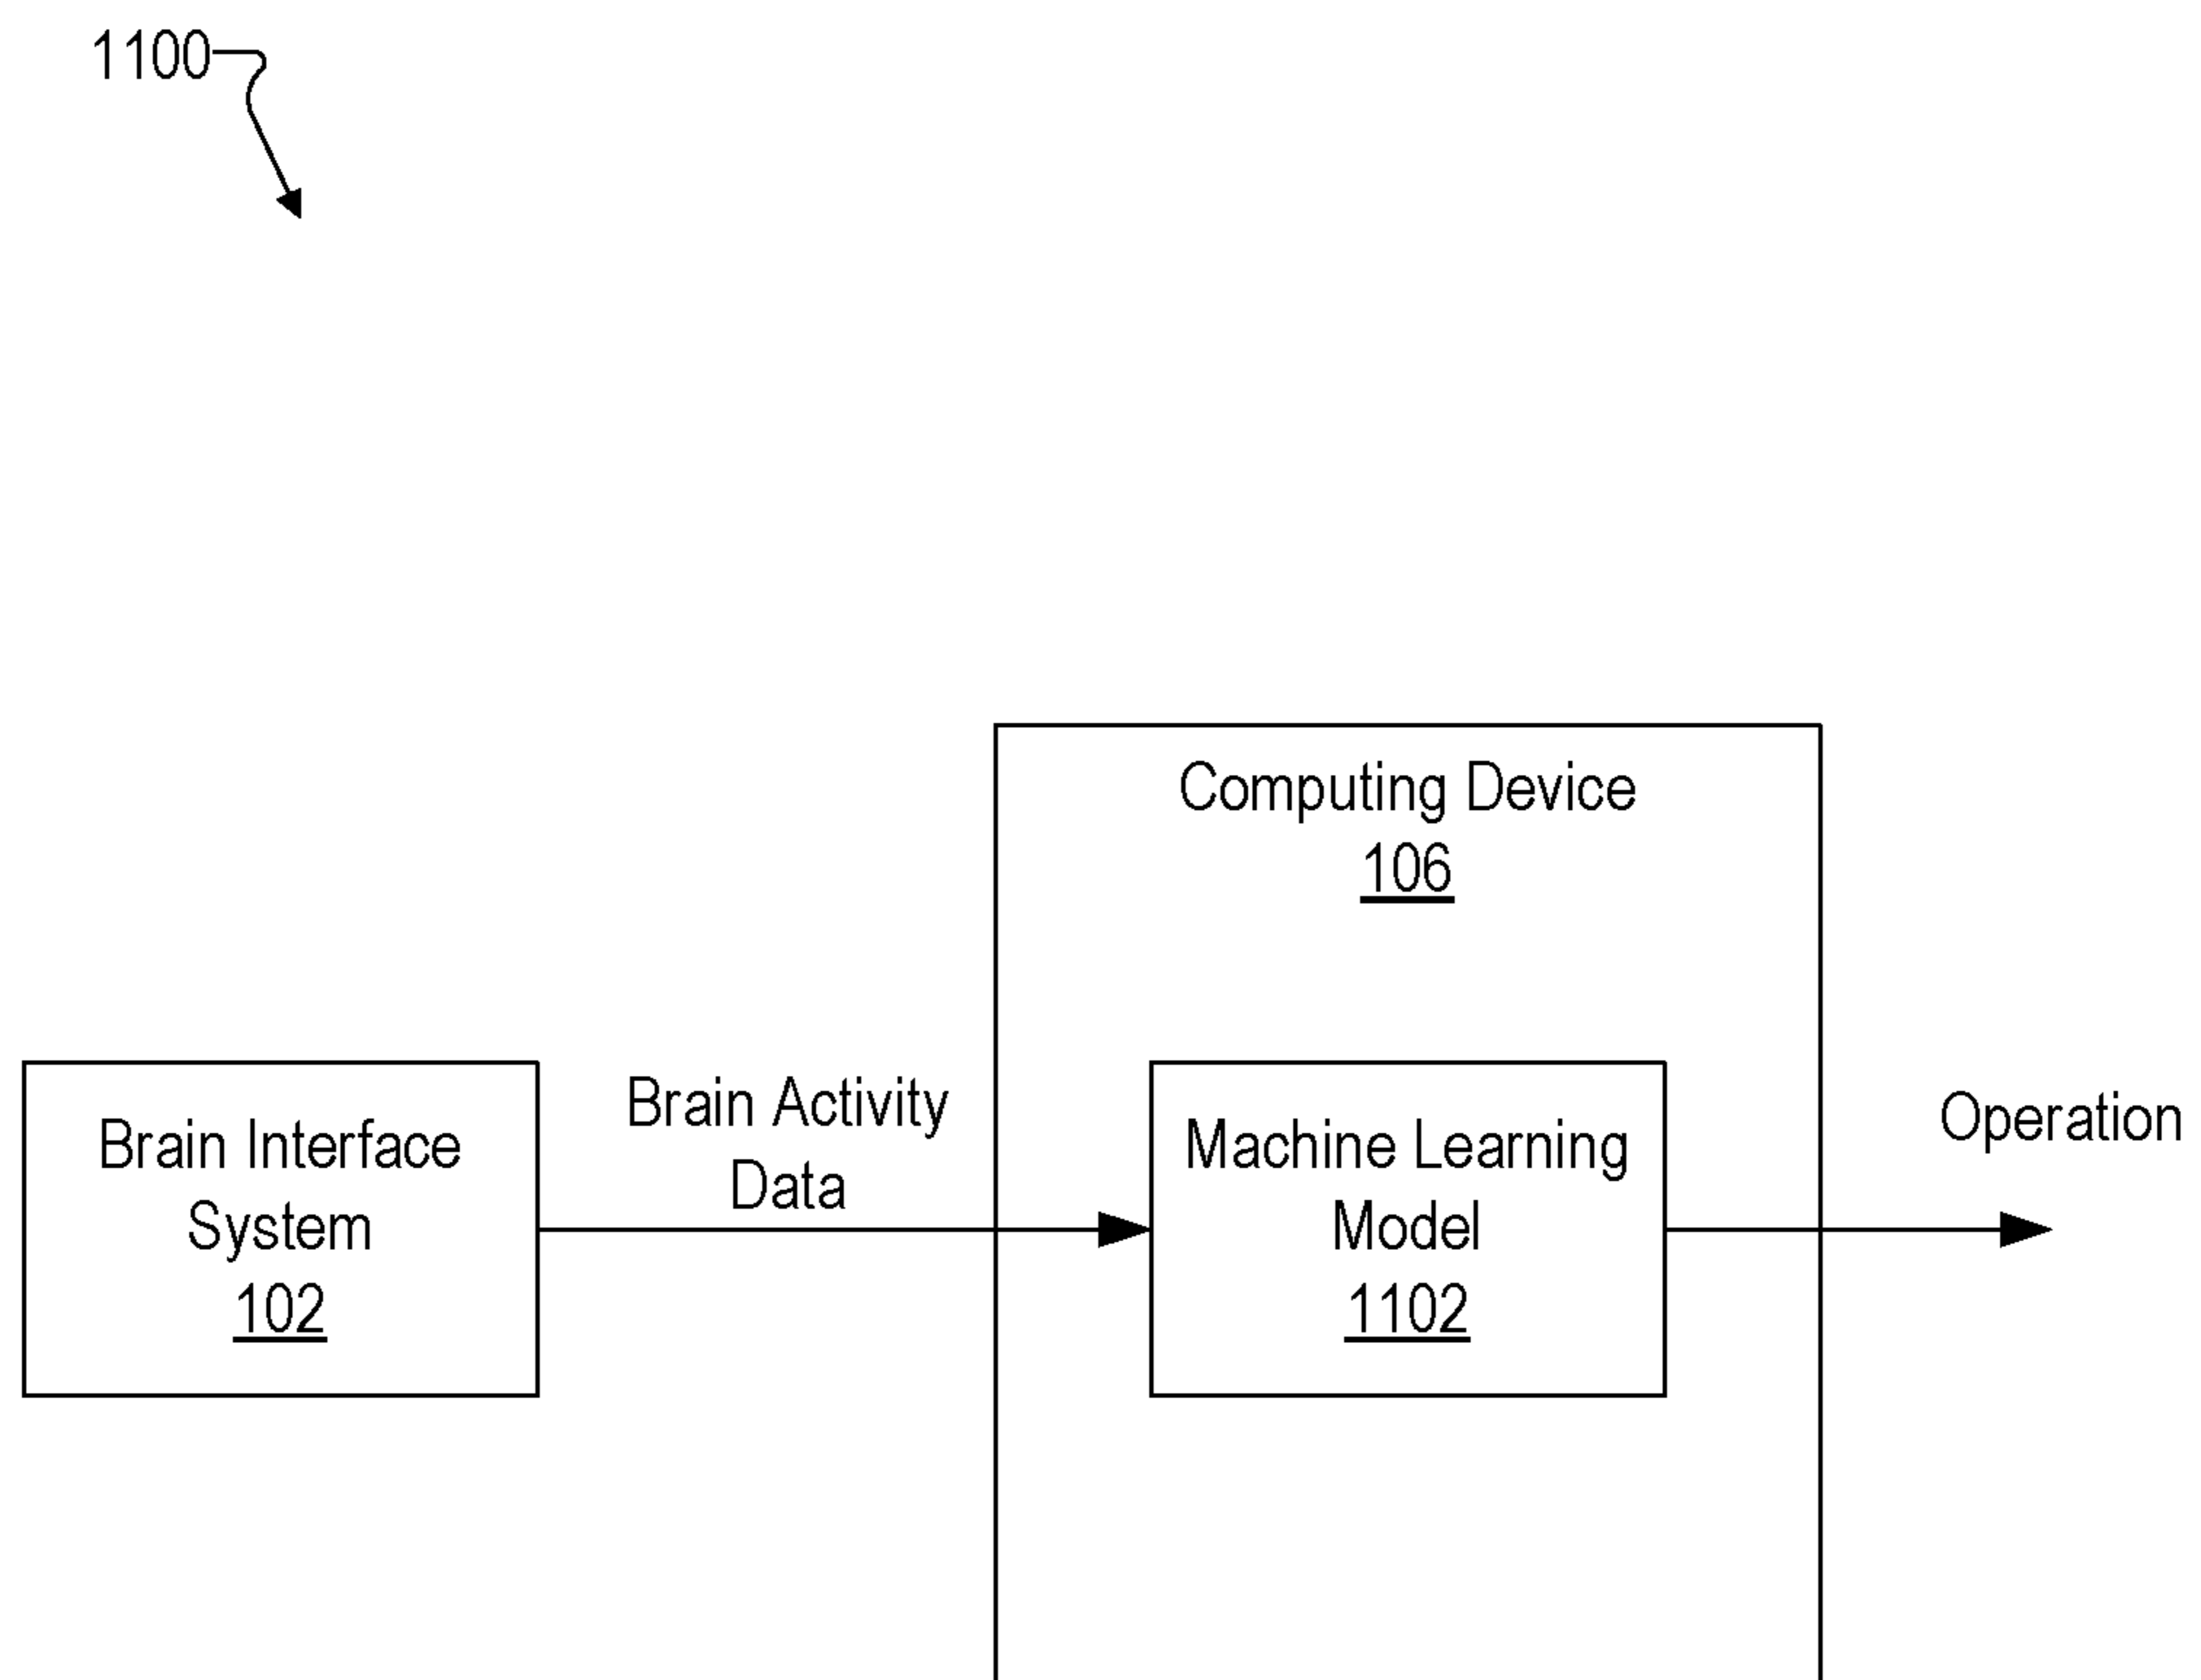 1100
Computing Device
106
Brain Interface
System
102
Brain Activity
Data
Machine Learning
Model
1102
Operation